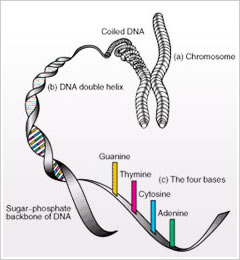 Coiled DNA
(a) Chromosome
(b) DNA double helix
Guanine
Thymine
(c) The four bases
Cytosine
Adenine
Sugar-phosphate
backbone of DNA